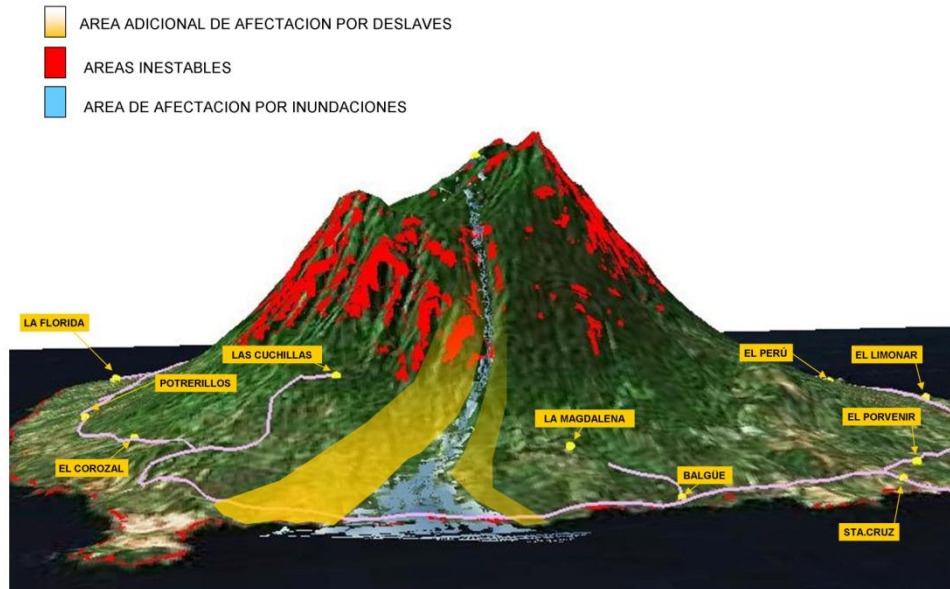 AREA ADICIONAL DE AFECTACION POR DESLAVES
AREAS INESTABLES
AREA DE AFECTACION POR INUNDACIONES
LA FLORIDA
LAS CUCHILLAS
POTRERILLOS
EL PERÚ
EL LIMONAR
LA MAGDALENA
EL PORVENIR
EL COROZAL
BALGÜE
STA.CRUZ